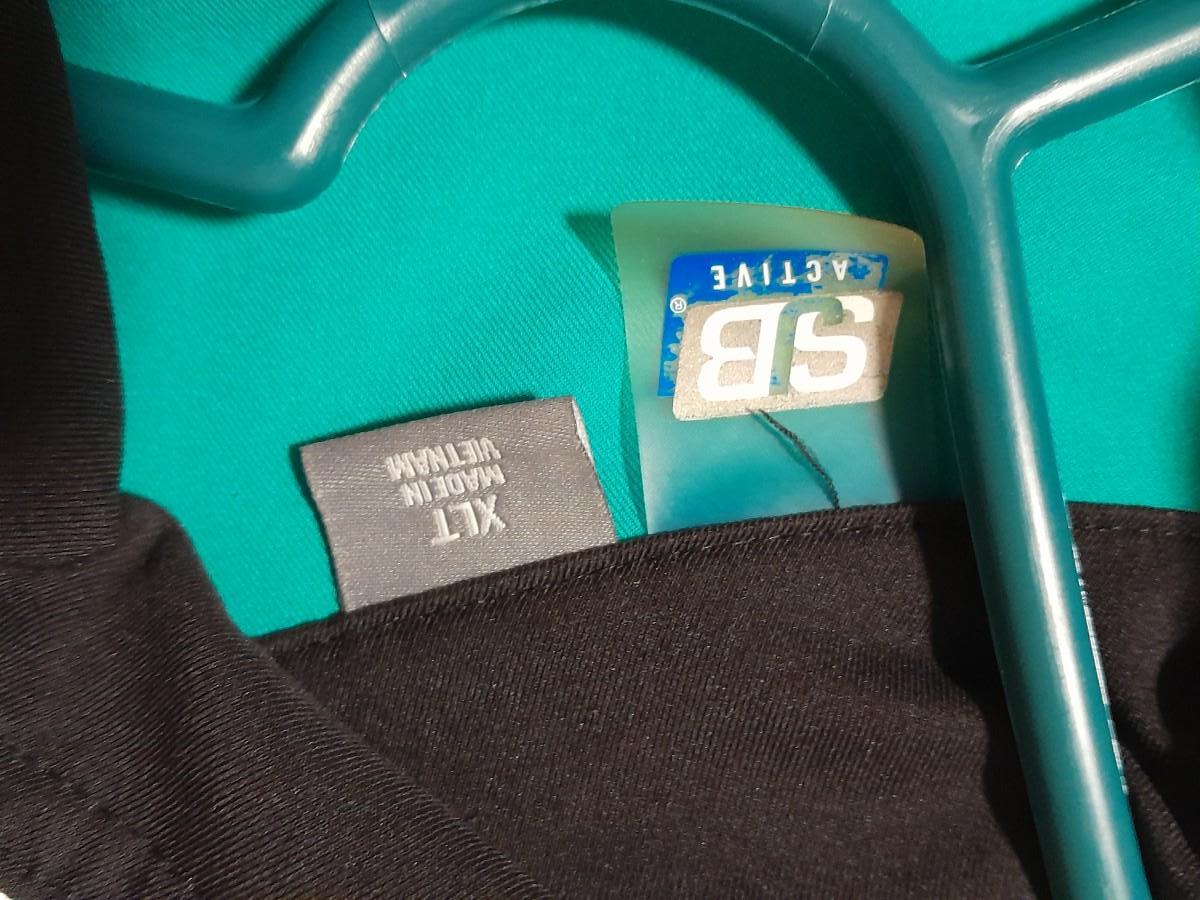 XLT
MADE IN
VIETNAM
SB
®
ACTIVE